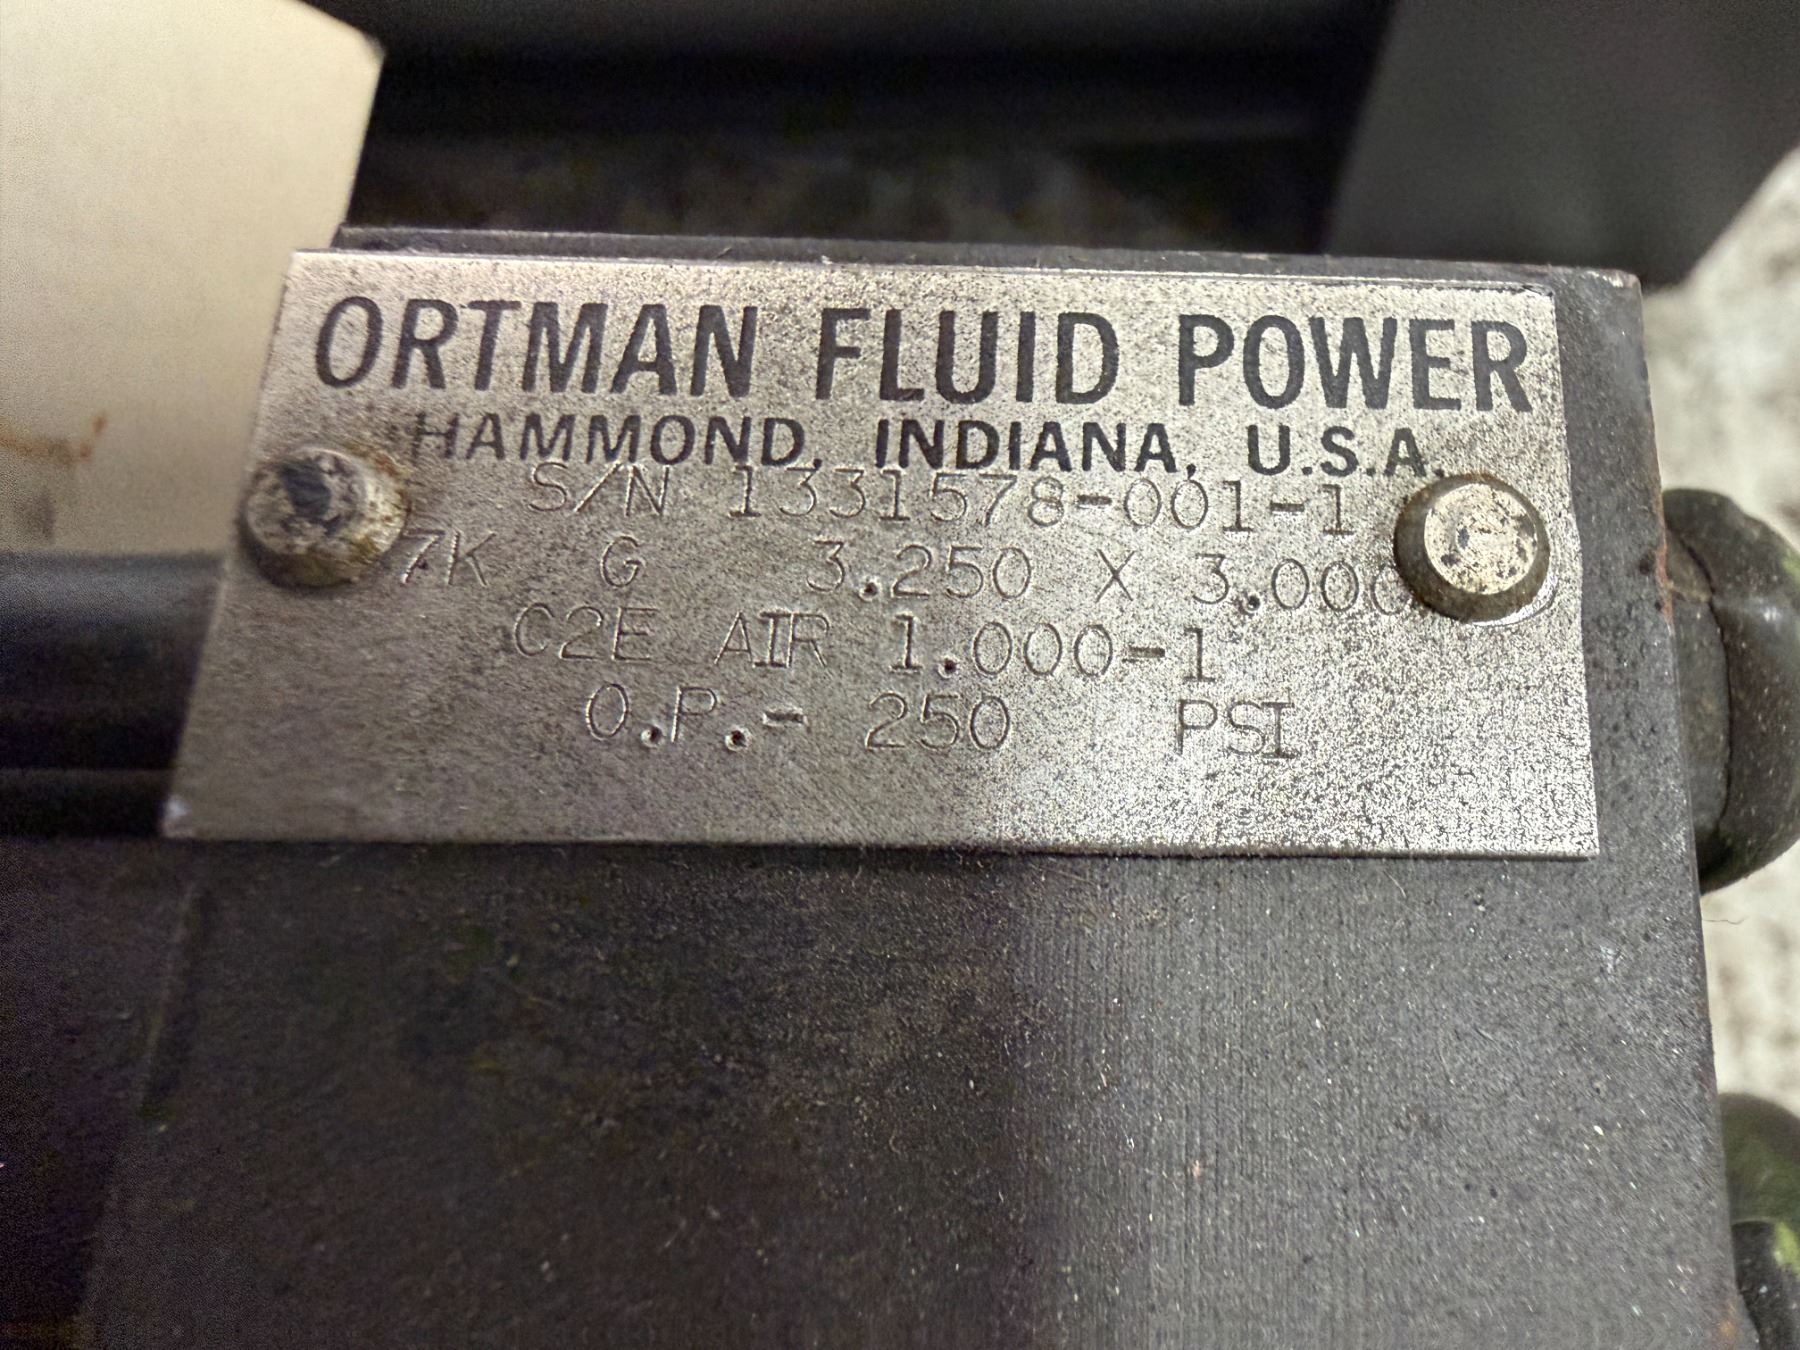 ORTMAN FLUID POWER
HAMMOND, INDIANA, U.S.A.
S/N 1331578-001-1
7K G 3.250 X 3.000
C2E AIR 1.000-1
O.P.- 250 PSI